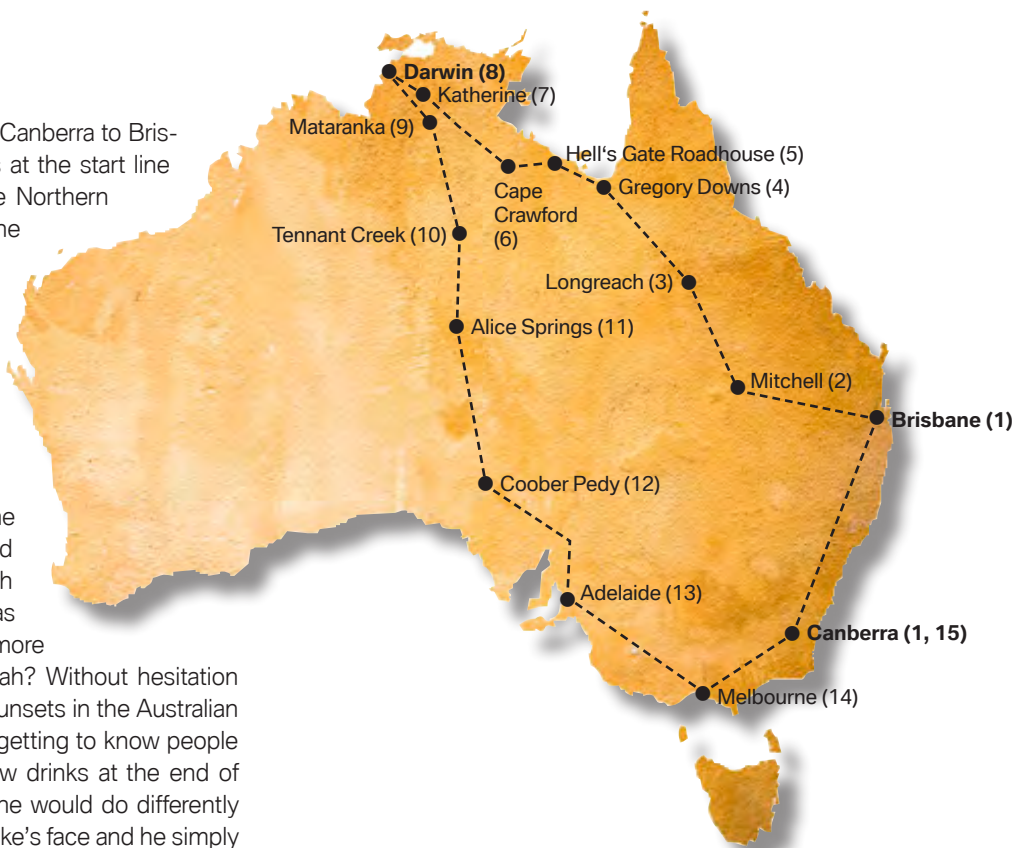 Canberra to Bris-
at the start line
Northern
more
ah? Without hesitation
unsets in the Australian
getting to know people
w drinks at the end of
he would do differently
ke’s face and he simply
Darwin (8)
Katherine (7)
Mataranka (9)
Hell‘s Gate Roadhouse (5)
Gregory Downs (4)
Cape
Crawford
(6)
Tennant Creek (10)
Longreach (3)
Alice Springs (11)
Mitchell (2)
Brisbane (1)
Coober Pedy (12)
Adelaide (13)
Canberra (1, 15)
Melbourne (14)